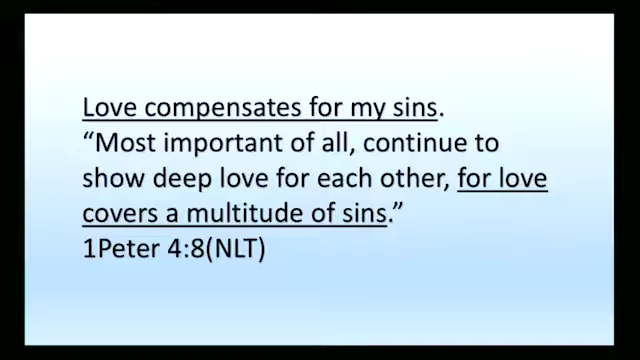 Love compensates for my sins.
“Most important of all, continue to
show deep love for each other, for love
covers a multitude of sins.”
1Peter 4:8(NLT)